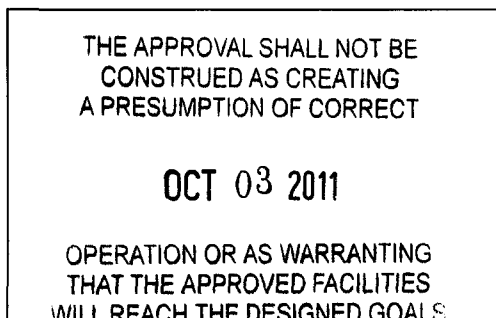 THE APPROVAL SHALL NOT BE
CONSTRUED AS CREATING
A PRESUMPTION OF CORRECT
OCT 03 2011
OPERATION OR AS WARRANTING
THAT THE APPROVED FACILITIES
WILL REACH THE DESIGNED GOALS